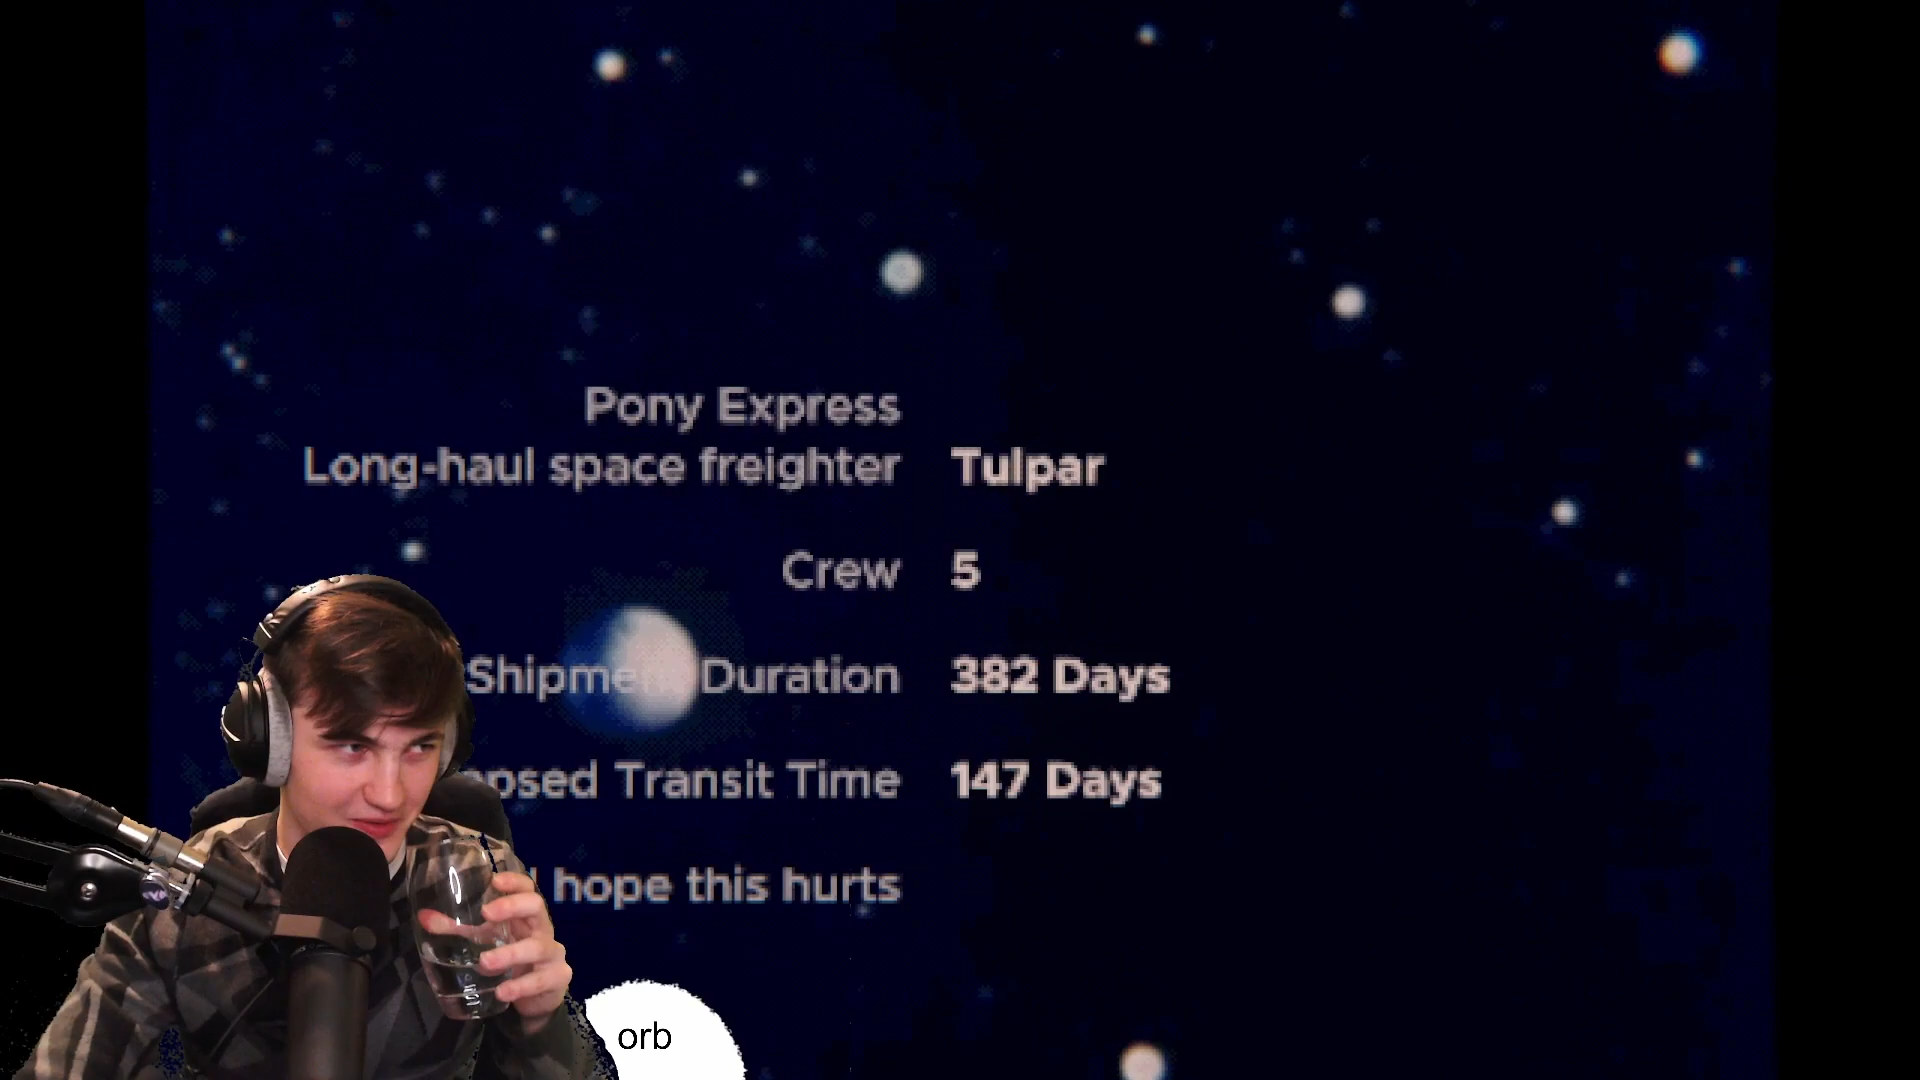 Pony Express
Long-haul space freighter Tulpar
Crew 5
Shipment Duration 382 Days
Transit Time 147 Days
I hope this hurts
orb